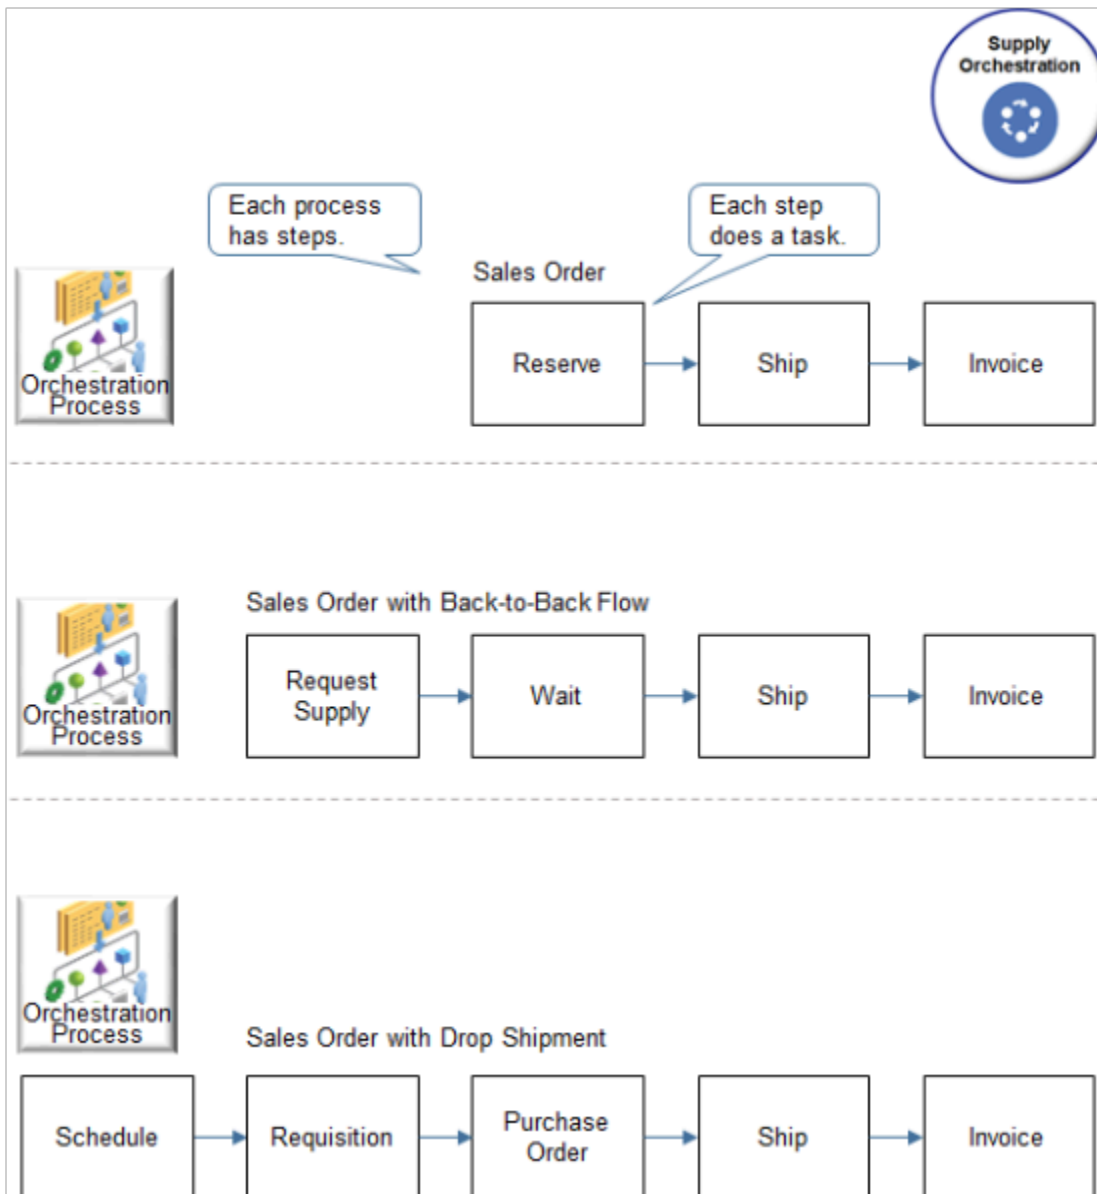 Supply
Orchestration
Each process
has steps.
Each step
does a task.
Orchestration
Process
Sales Order
Reserve
Ship
Invoice
Orchestration
Process
Sales Order with Back-to-Back Flow
Request
Supply
Wait
Ship
Invoice
Orchestration
Process
Sales Order with Drop Shipment
Schedule
Requisition
Purchase
Order
Ship
Invoice